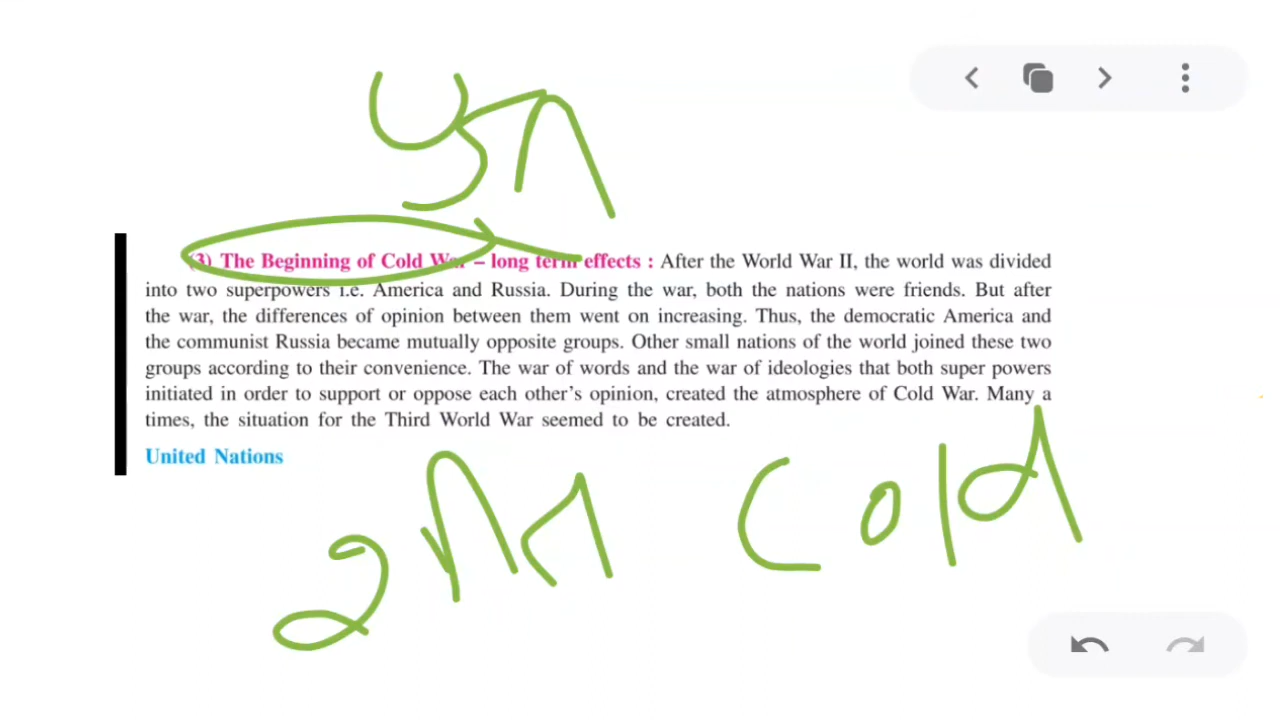 (3) The Beginning of Cold War – long term effects : After the World War II, the world was divided
into two superpowers i.e. America and Russia. During the war, both the nations were friends. But after
the war, the differences of opinion between them went on increasing. Thus, the democratic America and
the communist Russia became mutually opposite groups. Other small nations of the world joined these two
groups according to their convenience. The war of words and the war of ideologies that both super powers
initiated in order to support or oppose each other's opinion, created the atmosphere of Cold War. Many a
times, the situation for the Third World War seemed to be created.
United Nations
2nd Cold